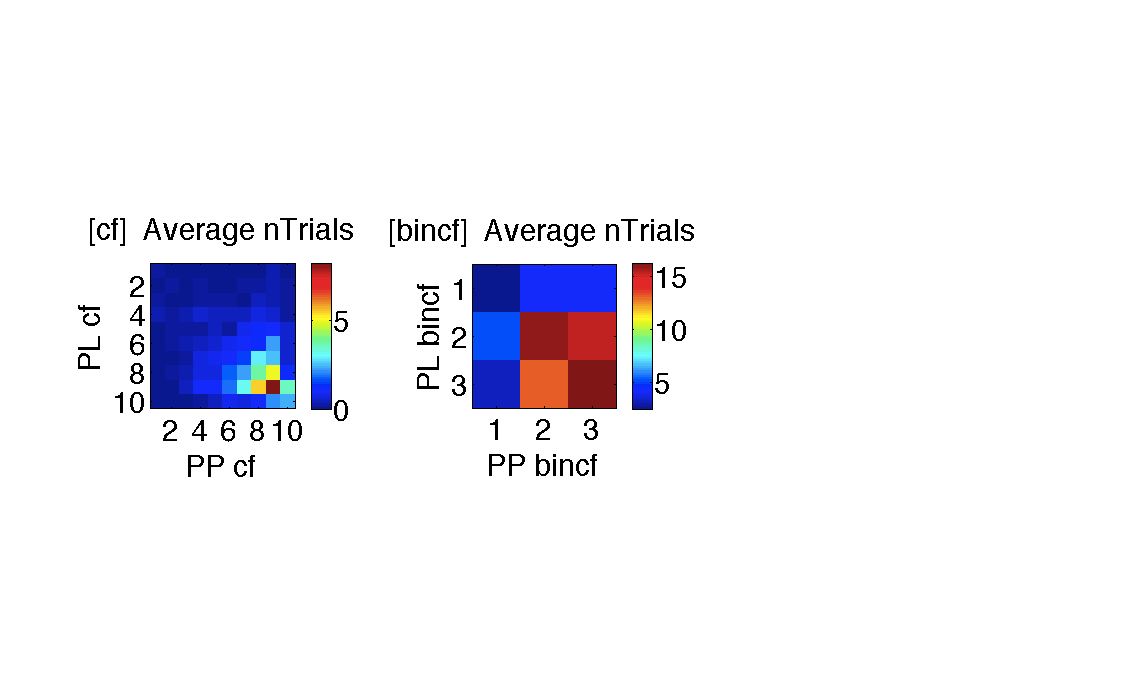 [cf]  Average nTrials
PL cf
2
4
6
8
10
2 4 6 8 10
PP cf
5
0
[bincf]  Average nTrials
PL bincf
1
2
3
1 2 3
PP bincf
15
10
5